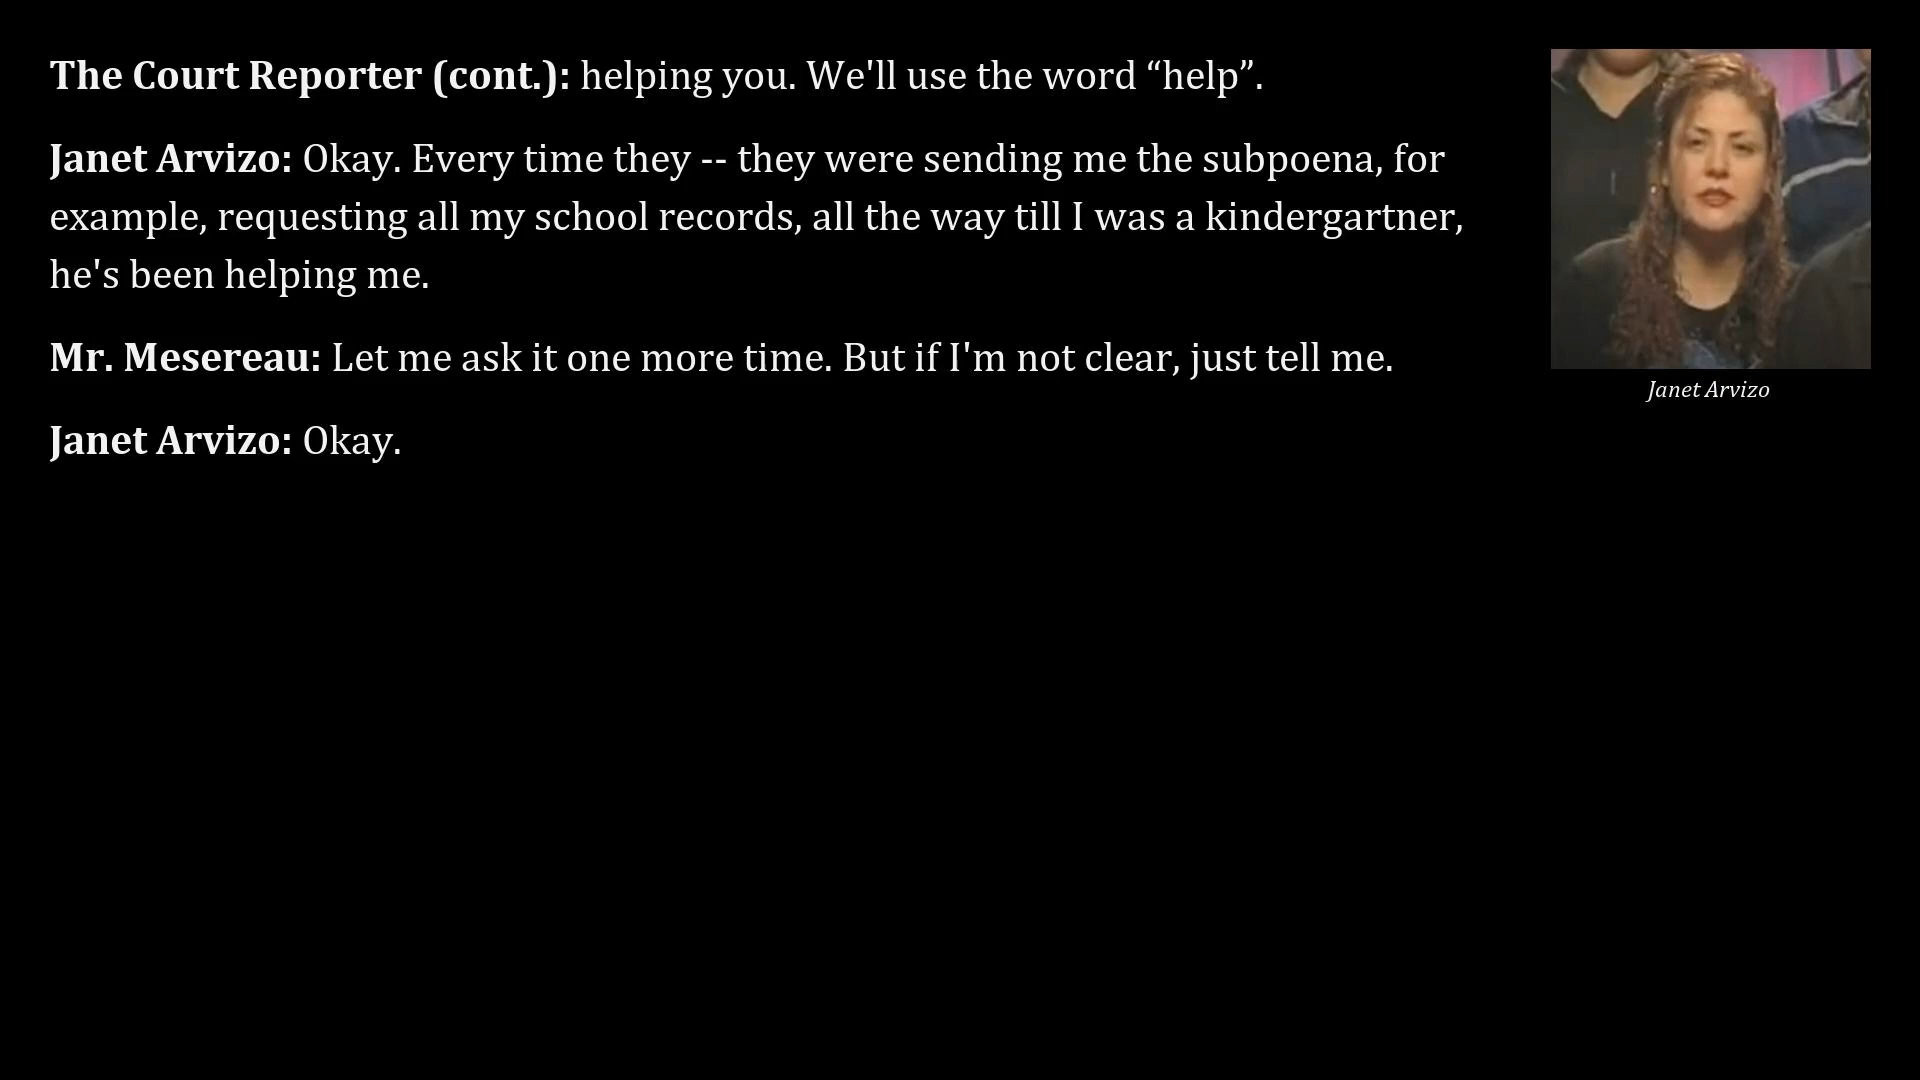 The Court Reporter (cont.): helping you. We'll use the word “help”.
Janet Arvizo: Okay. Every time they -- they were sending me the subpoena, for
example, requesting all my school records, all the way till I was a kindergartner,
he's been helping me.
Mr. Mesereau: Let me ask it one more time. But if I'm not clear, just tell me.
Janet Arvizo: Okay.
Janet Arvizo